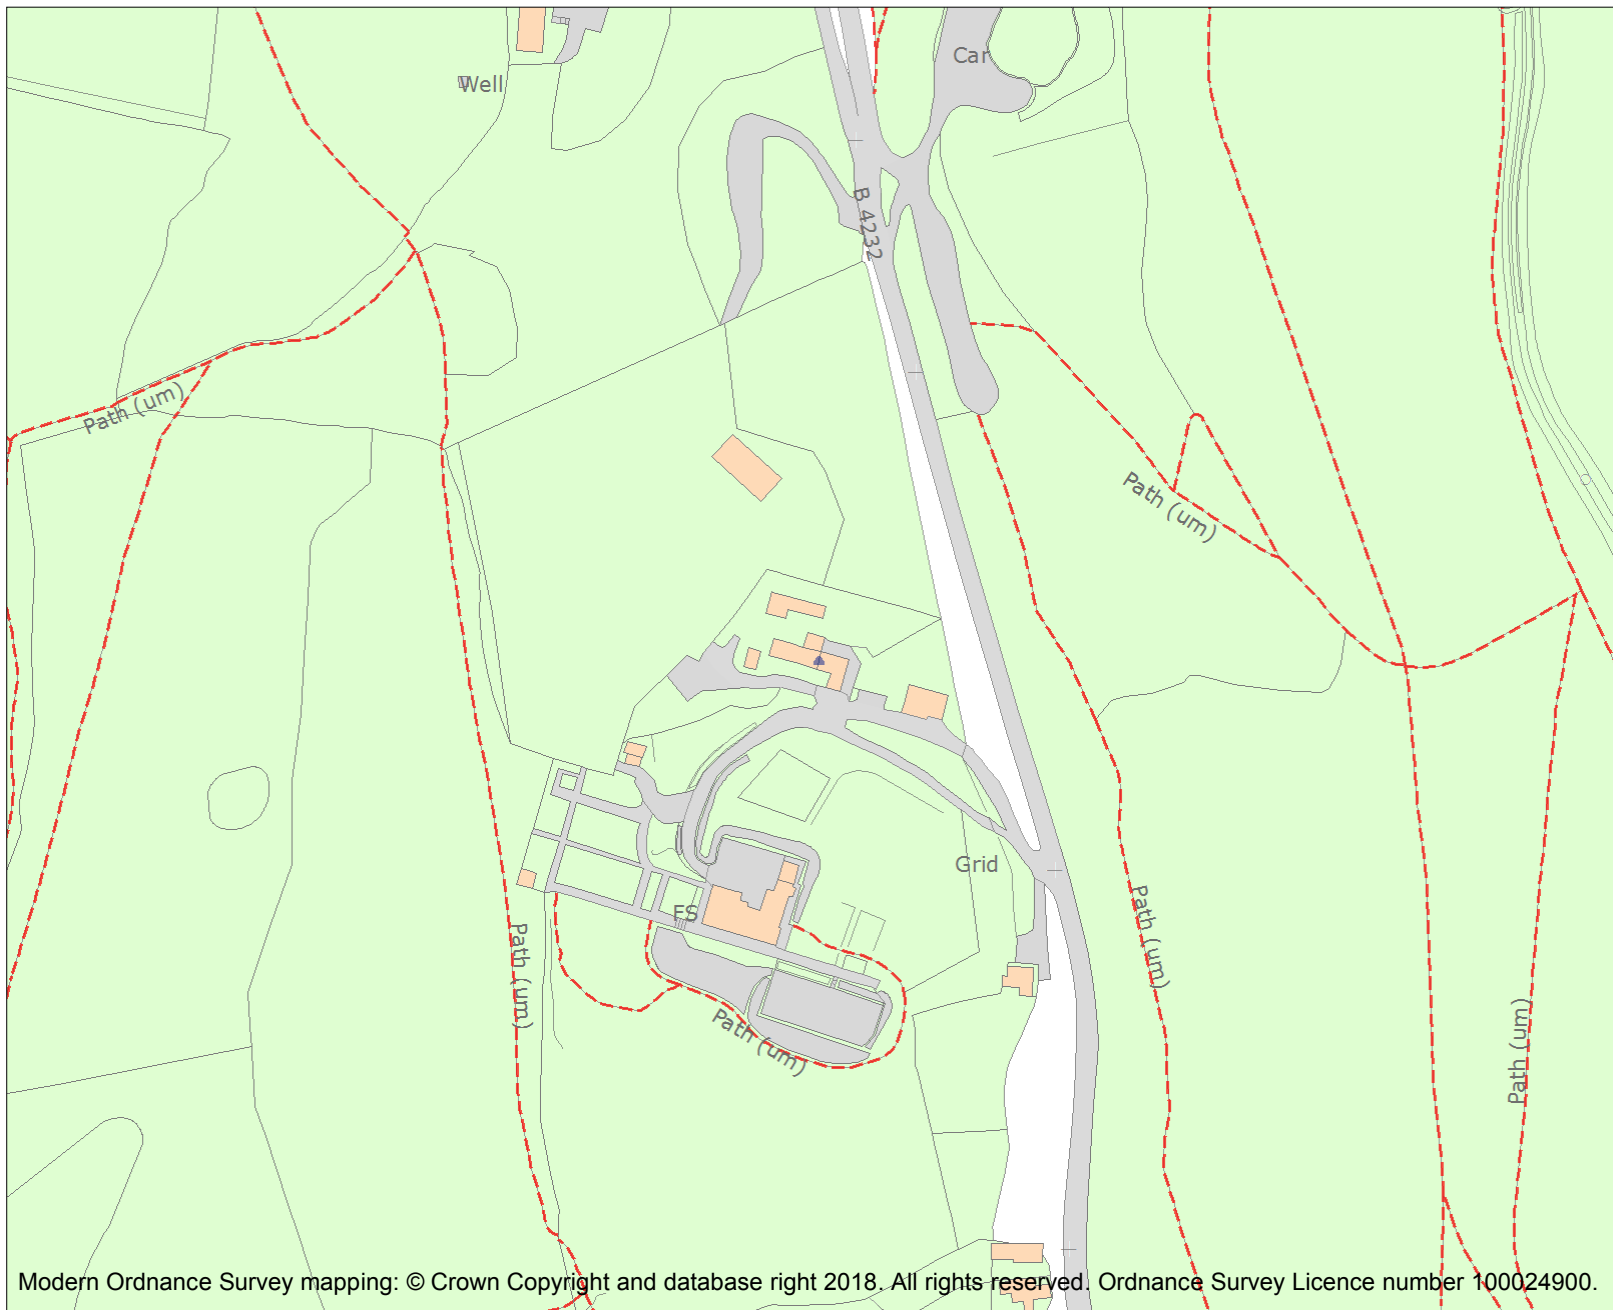 Car
Well
B 4232
Path (um)
Path (um)
Grid
FS
Path (um)
Path (um)
Path (um)
Path (um)
Modern Ordnance Survey mapping: © Crown Copyright and database right 2018. All rights reserved. Ordnance Survey Licence number 100024900.